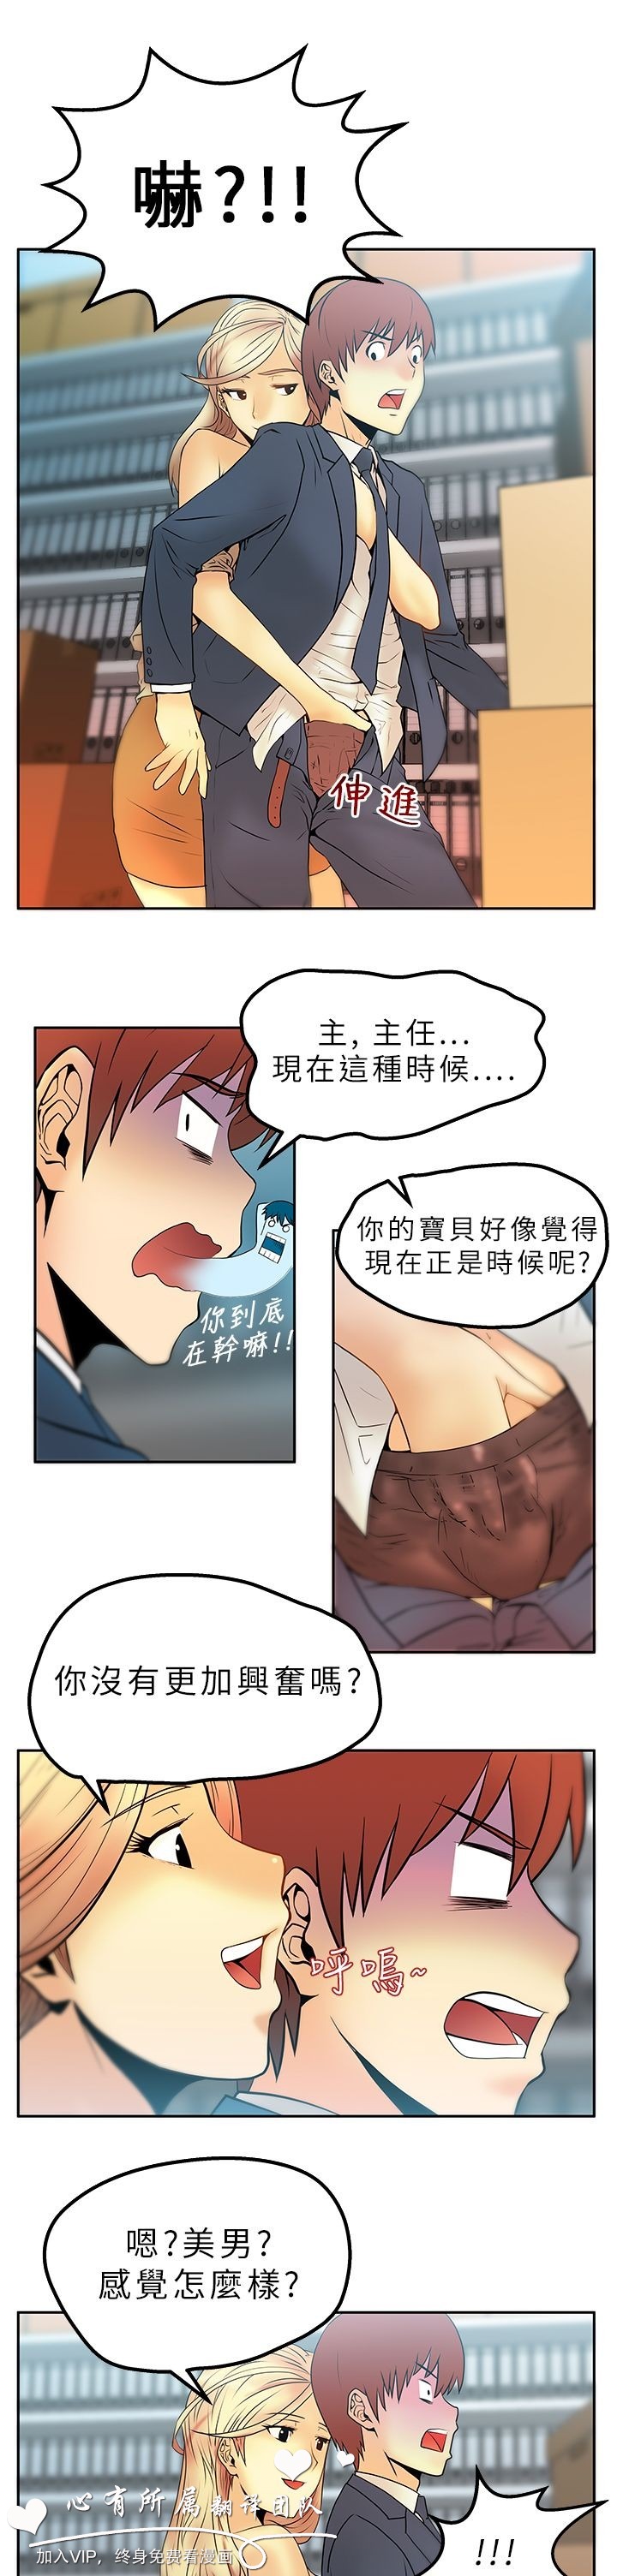 嚇?!!
伸進
主,主任...
現在這種時候....
你到底
在幹嘛!!
你的寶貝好像覺得
現在正是時候呢?
你沒有更加興奮嗎?
呼嗚~
嗯?美男?
感覺怎麼樣?
!!!
心有所属翻译团队
加入VIP，终身免费看漫画